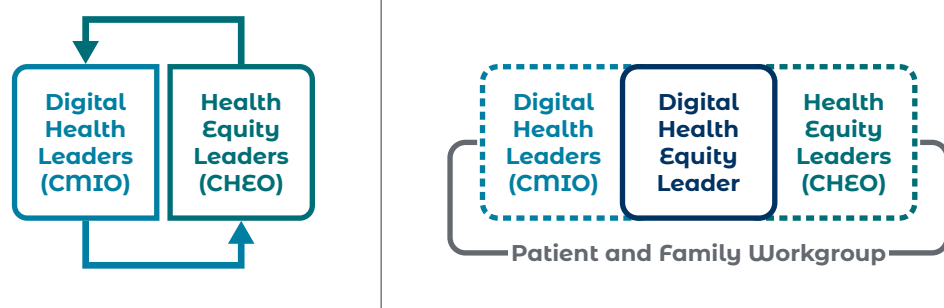 Digital
Health
Leaders
(CMIO)
Health
Equity
Leaders
(CHEO)
Digital
Health
Leaders
(CMIO)
Digital
Health
Equity
Leader
Health
Equity
Leaders
(CHEO)
Patient and Family Workgroup